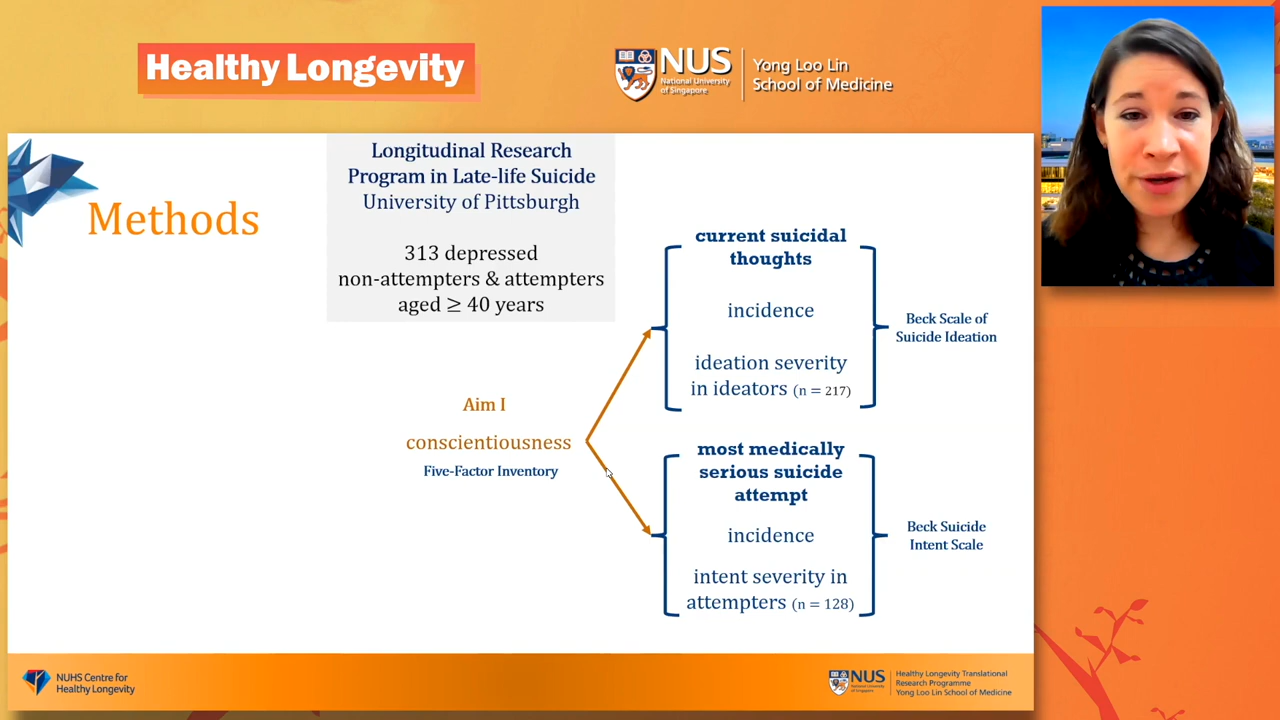 Healthy Longevity
NUS
National University
of Singapore
Yong Loo Lin
School of Medicine
Methods
Longitudinal Research
Program in Late-life Suicide
University of Pittsburgh
313 depressed
non-attempters & attempters
aged ≥ 40 years
Aim I
conscientiousness
Five-Factor Inventory
current suicidal
thoughts
incidence
ideation severity
in ideators (n = 217)
Beck Scale of
Suicide Ideation
most medically
serious suicide
attempt
incidence
intent severity in
attempters (n = 128)
Beck Suicide
Intent Scale
NUHS Centre for
Healthy Longevity
NUS
National University
of Singapore
Healthy Longevity Translational
Research Programme
Yong Loo Lin School of Medicine